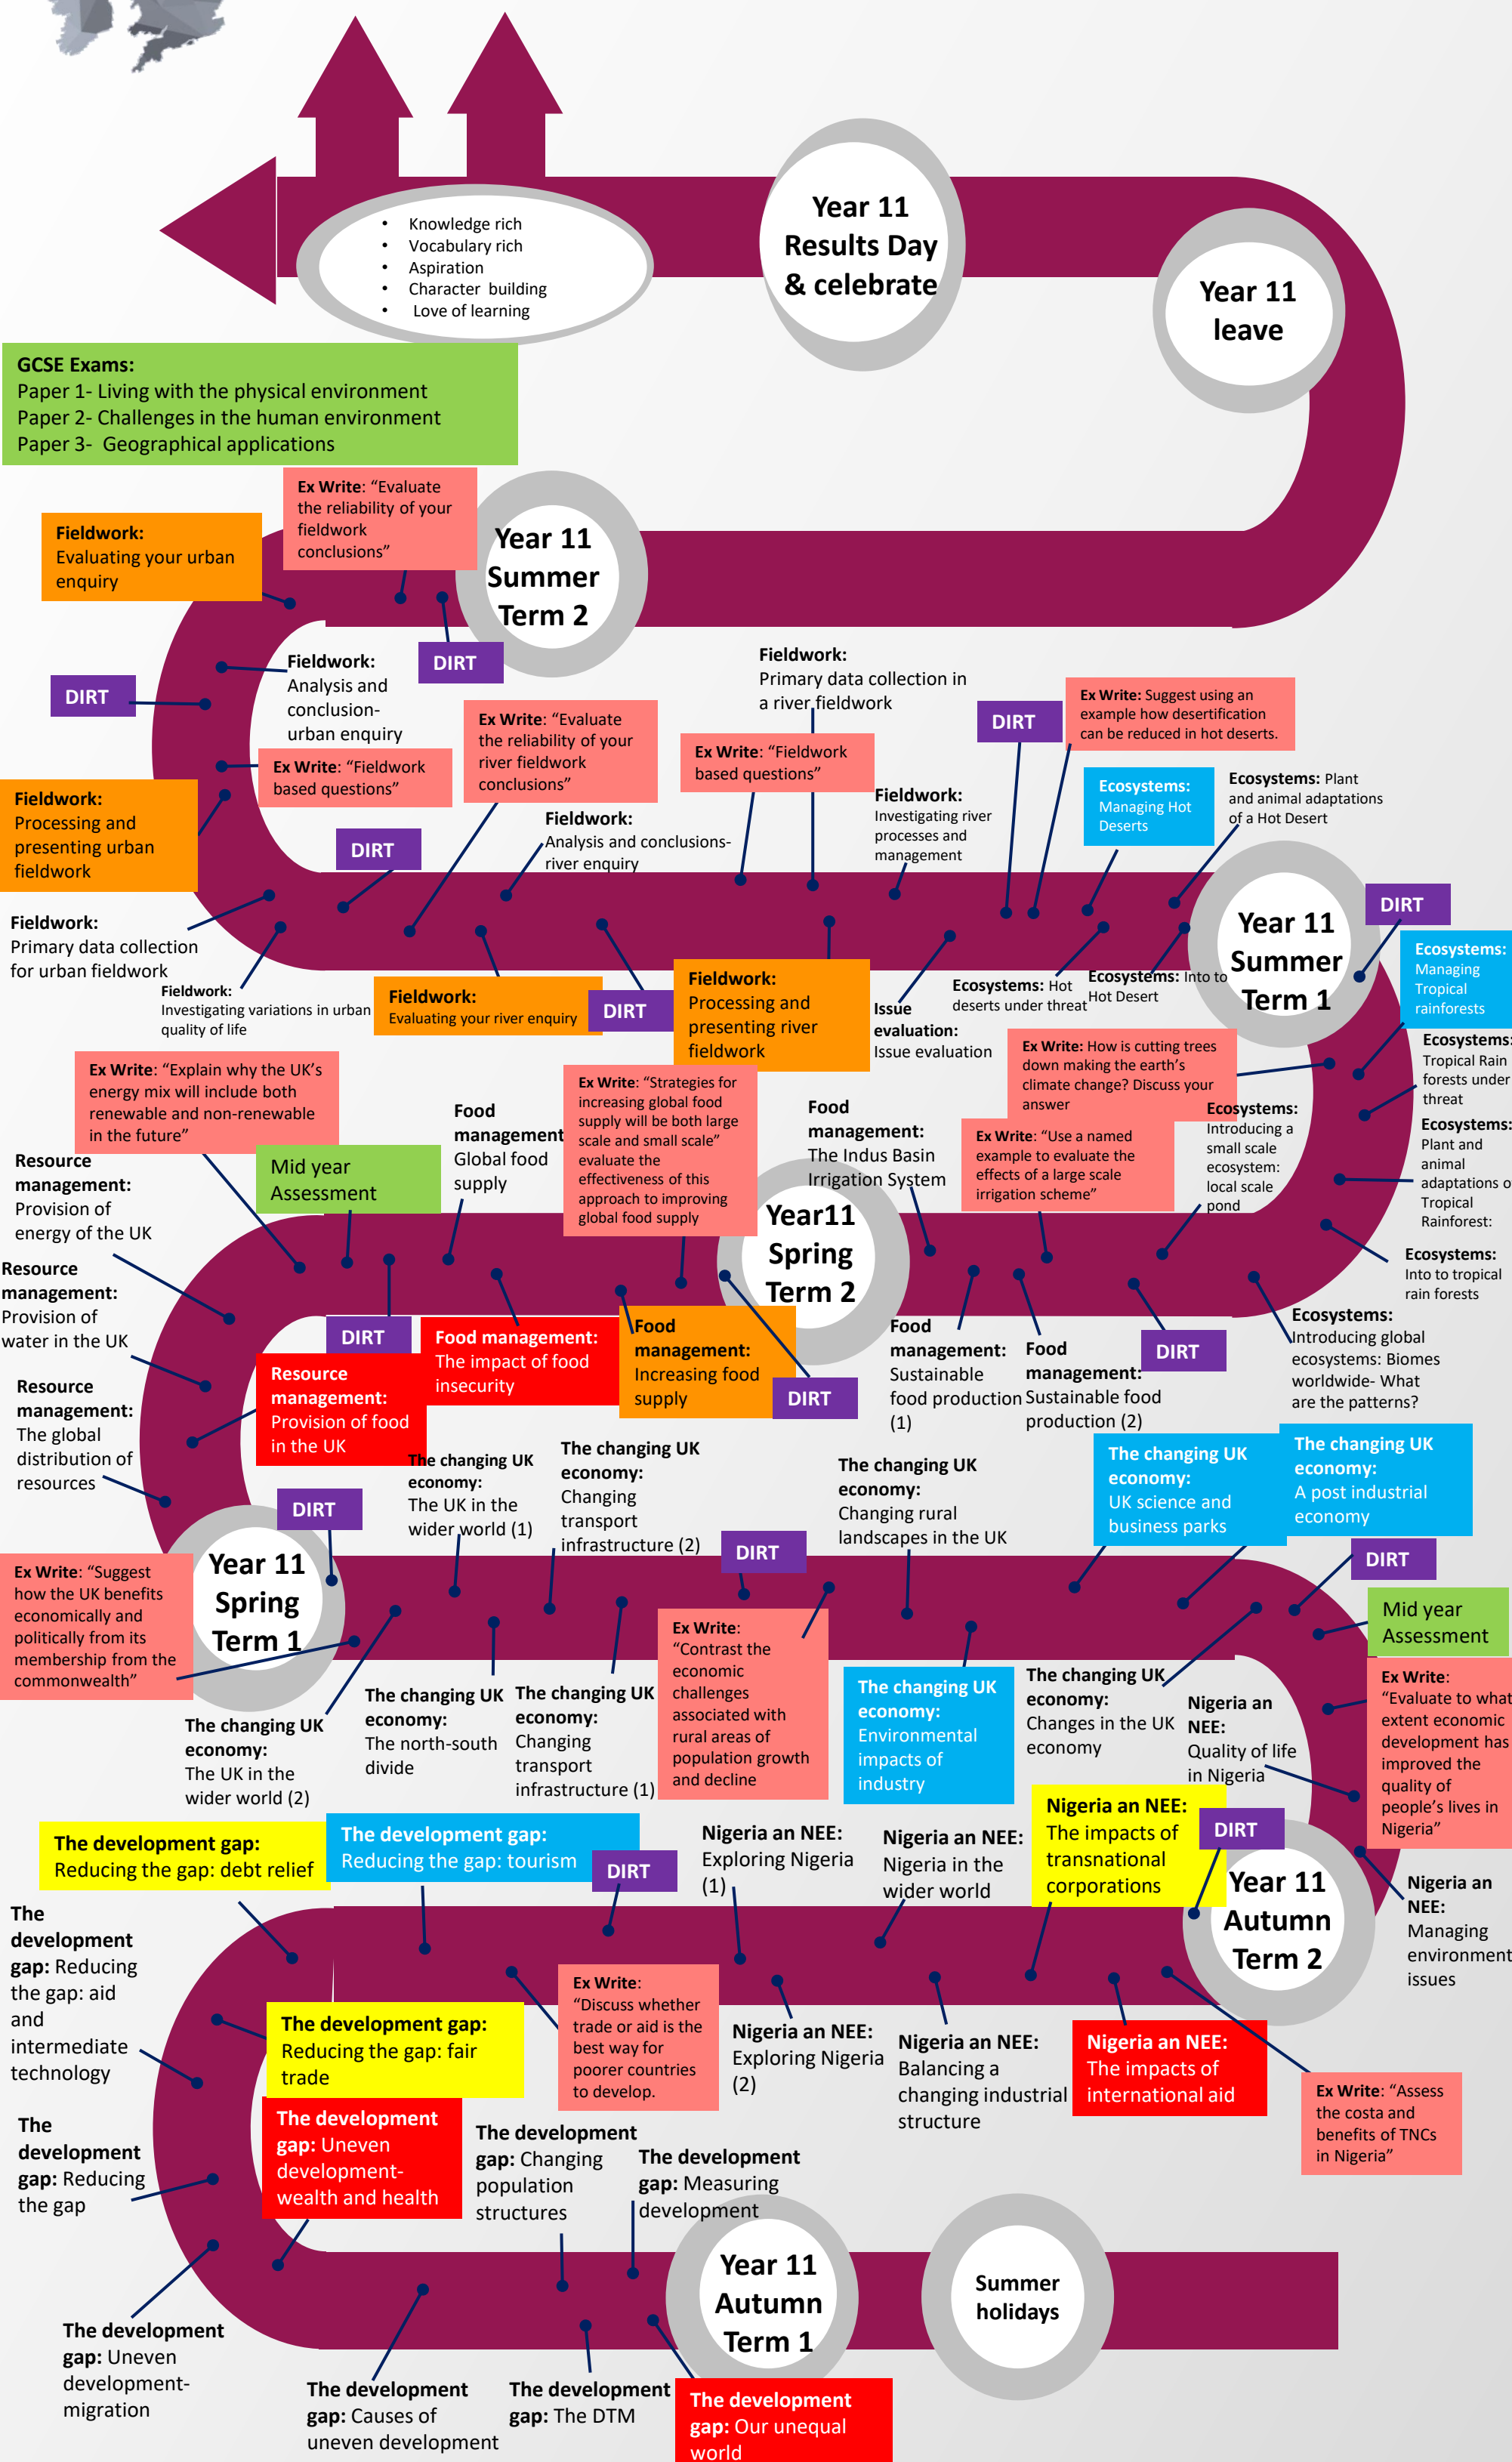 • Knowledge rich
• Vocabulary rich
• Aspiration
• Character building
• Love of learning
Year 11
Results Day
& celebrate
Year 11
leave
GCSE Exams:
Paper 1- Living with the physical environment
Paper 2- Challenges in the human environment
Paper 3- Geographical applications
Ex Write: “Evaluate
the reliability of your
fieldwork
conclusions”
Year 11
Summer
Term 2
Fieldwork:
Evaluating your urban
enquiry
DIRT
Fieldwork:
Analysis and
conclusion-
urban enquiry
DIRT
Ex Write: “Fieldwork
based questions”
Fieldwork:
Processing and
presenting urban
fieldwork
DIRT
Ex Write: “Evaluate
the reliability of your
river fieldwork
conclusions”
Fieldwork:
Analysis and conclusions-
river enquiry
Fieldwork:
Primary data collection in
a river fieldwork
Ex Write: “Fieldwork
based questions”
Fieldwork:
Investigating river
processes and
management
DIRT
Ex Write: Suggest using an
example how desertification
can be reduced in hot deserts.
Ecosystems:
Managing Hot
Deserts
Ecosystems: Plant
and animal adaptations
of a Hot Desert
Year 11
Summer
Term 1
DIRT
Fieldwork:
Primary data collection
for urban fieldwork
Fieldwork:
Investigating variations in urban
quality of life
Fieldwork:
Evaluating your river enquiry
DIRT
Fieldwork:
Processing and
presenting river
fieldwork
Issue
evaluation:
Issue evaluation
Ecosystems: Hot
deserts under threat
Ecosystems: Into to
Hot Desert
Ecosystems:
Managing
Tropical
rainforests
Ecosystems:
Tropical Rain
forests under
threat
Ecosystems:
Plant and
animal
adaptations o
Tropical
Rainforest:
Ecosystems:
Into to tropical
rain forests
Ex Write: “Explain why the UK’s
energy mix will include both
renewable and non-renewable
in the future”
Mid year
Assessment
Food
management
Global food
supply
Ex Write: “Strategies for
increasing global food
supply will be both large
scale and small scale”
evaluate the
effectiveness of this
approach to improving
global food supply
Year11
Spring
Term 2
Food
management:
The Indus Basin
Irrigation System
Ex Write: How is cutting trees
down making the earth’s
climate change? Discuss your
answer
Ex Write: “Use a named
example to evaluate the
effects of a large scale
irrigation scheme”
Ecosystems:
Introducing a
small scale
ecosystem:
local scale
pond
Resource
management:
Provision of
energy of the UK
Resource
management:
Provision of
water in the UK
Resource
management:
The global
distribution of
resources
DIRT
Resource
management:
Provision of food
in the UK
Food management:
The impact of food
insecurity
Food
management:
Increasing food
supply
DIRT
Food
management:
Sustainable
food production
(1)
Food
management:
Sustainable food
production (2)
DIRT
Ecosystems:
Introducing global
ecosystems: Biomes
worldwide- What
are the patterns?
Year 11
Spring
Term 1
DIRT
The changing UK
economy:
The UK in the
wider world (1)
The changing UK
economy:
Changing
transport
infrastructure (2)
DIRT
The changing UK
economy:
Changing rural
landscapes in the UK
The changing UK
economy:
UK science and
business parks
The changing UK
economy:
A post industrial
economy
DIRT
Mid year
Assessment
Ex Write: “Suggest
how the UK benefits
economically and
politically from its
membership from the
commonwealth”
The changing UK
economy:
The UK in the
wider world (2)
The changing UK
economy:
The north-south
divide
The changing UK
economy:
Changing
transport
infrastructure (1)
Ex Write:
“Contrast the
economic
challenges
associated with
rural areas of
population growth
and decline
The changing UK
economy:
Environmental
impacts of
industry
The changing UK
economy:
Changes in the UK
economy
Nigeria an
NEE:
Quality of life
in Nigeria
Ex Write:
“Evaluate to what
extent economic
development has
improved the
quality of
people’s lives in
Nigeria”
The development gap:
Reducing the gap: debt relief
The development gap:
Reducing the gap: tourism
DIRT
Nigeria an NEE:
Exploring Nigeria
(1)
Nigeria an NEE:
Nigeria in the
wider world
Nigeria an NEE:
The impacts of
transnational
corporations
DIRT
Year 11
Autumn
Term 2
Nigeria an
NEE:
Managing
environment
issues
The
development
gap: Reducing
the gap: aid
and
intermediate
technology
The development gap:
Reducing the gap: fair
trade
Ex Write:
“Discuss whether
trade or aid is the
best way for
poorer countries
to develop.
Nigeria an NEE:
Exploring Nigeria
(2)
Nigeria an NEE:
Balancing a
changing industrial
structure
Nigeria an NEE:
The impacts of
international aid
Ex Write: “Assess
the costa and
benefits of TNCs
in Nigeria”
The
development
gap: Reducing
the gap
The development
gap: Uneven
development-
wealth and health
The development
gap: Changing
population
structures
The development
gap: Measuring
development
Year 11
Autumn
Term 1
Summer
holidays
The development
gap: Uneven
development-
migration
The development
gap: Causes of
uneven development
The development
gap: The DTM
The development
gap: Our unequal
world